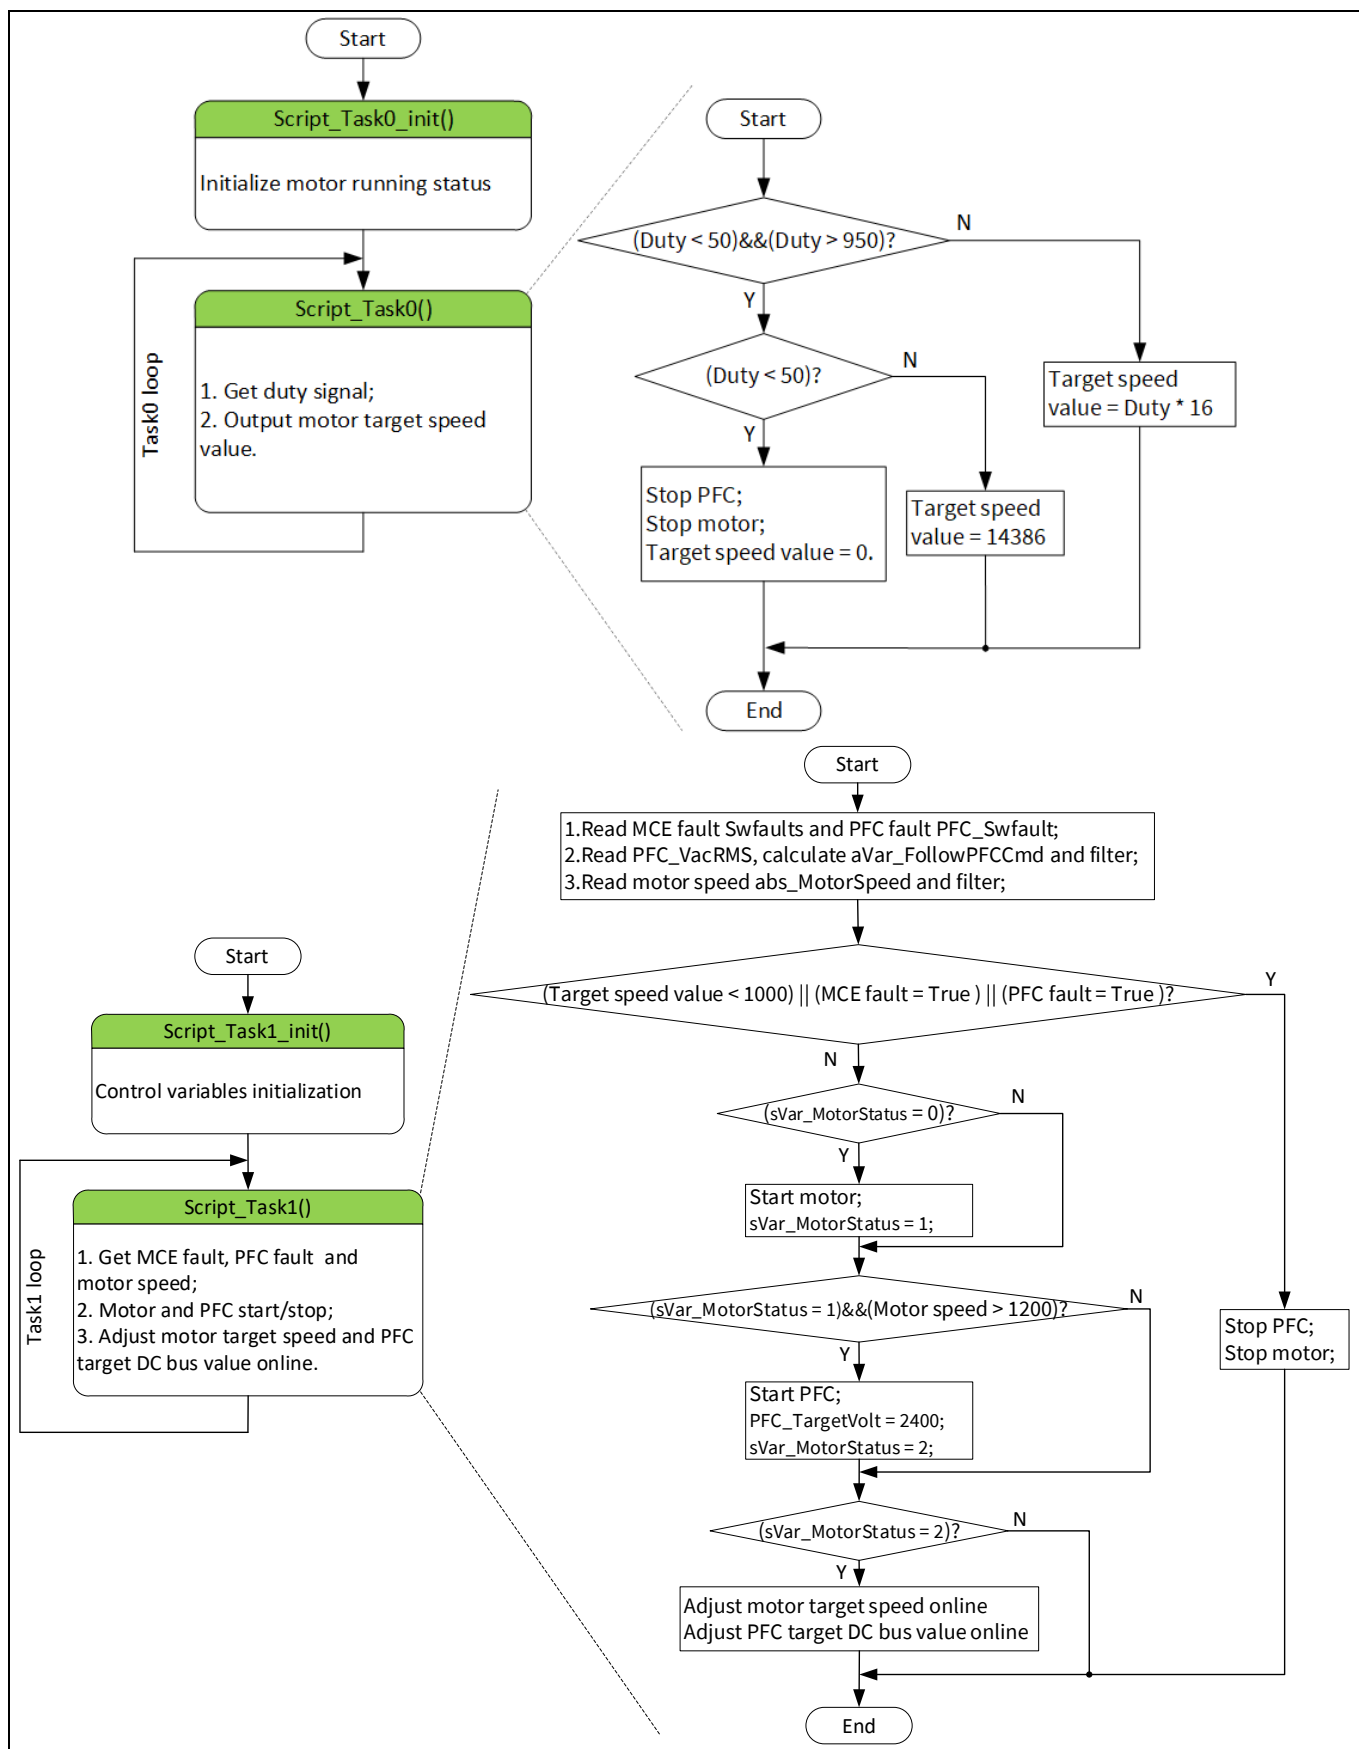 Start
Script_Task0_init()
Initialize motor running status
Task0 loop
Script_Task0()
1. Get duty signal;
2. Output motor target speed
value.
Start
(Duty < 50)&&(Duty > 950)?
N
Y
(Duty < 50)?
N
Y
Target speed
value = Duty * 16
Stop PFC;
Stop motor;
Target speed value = 0.
Target speed
value = 14386
End
Start
Script_Task1_init()
Control variables initialization
Task1 loop
Script_Task1()
1. Get MCE fault, PFC fault and
motor speed;
2. Motor and PFC start/stop;
3. Adjust motor target speed and PFC
target DC bus value online.
Start
1.Read MCE fault Swfaults and PFC fault PFC_Swfault;
2.Read PFC_VacRMS, calculate aVar_FollowPFCCmd and filter;
3.Read motor speed abs_MotorSpeed and filter;
(Target speed value < 1000) || (MCE fault = True ) || (PFC fault = True )?
Y
N
(sVar_MotorStatus = 0)?
N
Y
Start motor;
sVar_MotorStatus = 1;
(sVar_MotorStatus = 1)&&(Motor speed > 1200)?
N
Y
Stop PFC;
Stop motor;
Start PFC;
PFC_TargetVolt = 2400;
sVar_MotorStatus = 2;
(sVar_MotorStatus = 2)?
N
Y
Adjust motor target speed online
Adjust PFC target DC bus value online
End